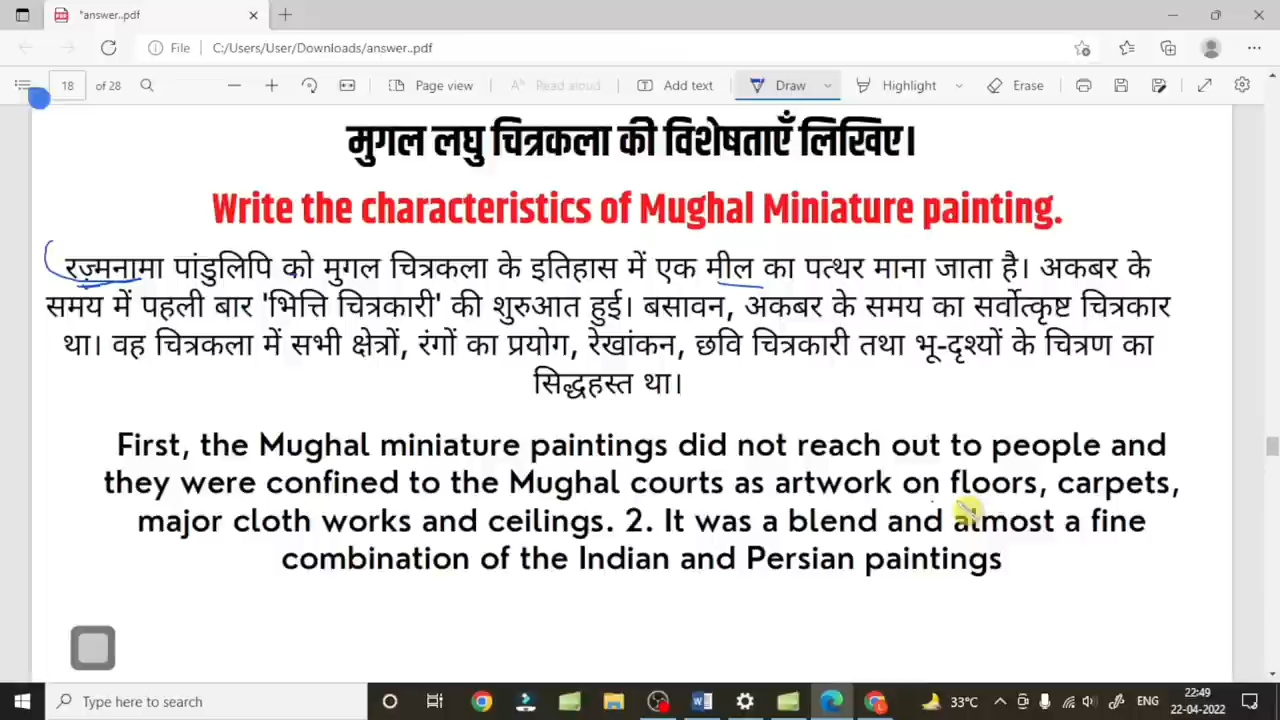 *answer..pdf
File
C:/Users/User/Downloads/answer..pdf
18 of 28
Page view
Read aloud
Add text
Draw
Highlight
Erase
मुगल लघु चित्रकला की विशेषताएँ लिखिए।
Write the characteristics of Mughal Miniature painting.
रज़्मनामा पांडुलिपि को मुगल चित्रकला के इतिहास में एक मील का पत्थर माना जाता है। अकबर के
समय में पहली बार 'भित्ति चित्रकारी' की शुरुआत हुई। बसावन, अकबर के समय का सर्वोत्कृष्ट चित्रकार
था। वह चित्रकला में सभी क्षेत्रों, रंगों का प्रयोग, रेखांकन, छवि चित्रकारी तथा भू-दृश्यों के चित्रण का
सिद्धहस्त था।
First, the Mughal miniature paintings did not reach out to people and
they were confined to the Mughal courts as artwork on floors, carpets,
major cloth works and ceilings. 2. It was a blend and almost a fine
combination of the Indian and Persian paintings
Type here to search
33°C
ENG
22:49
22-04-2022